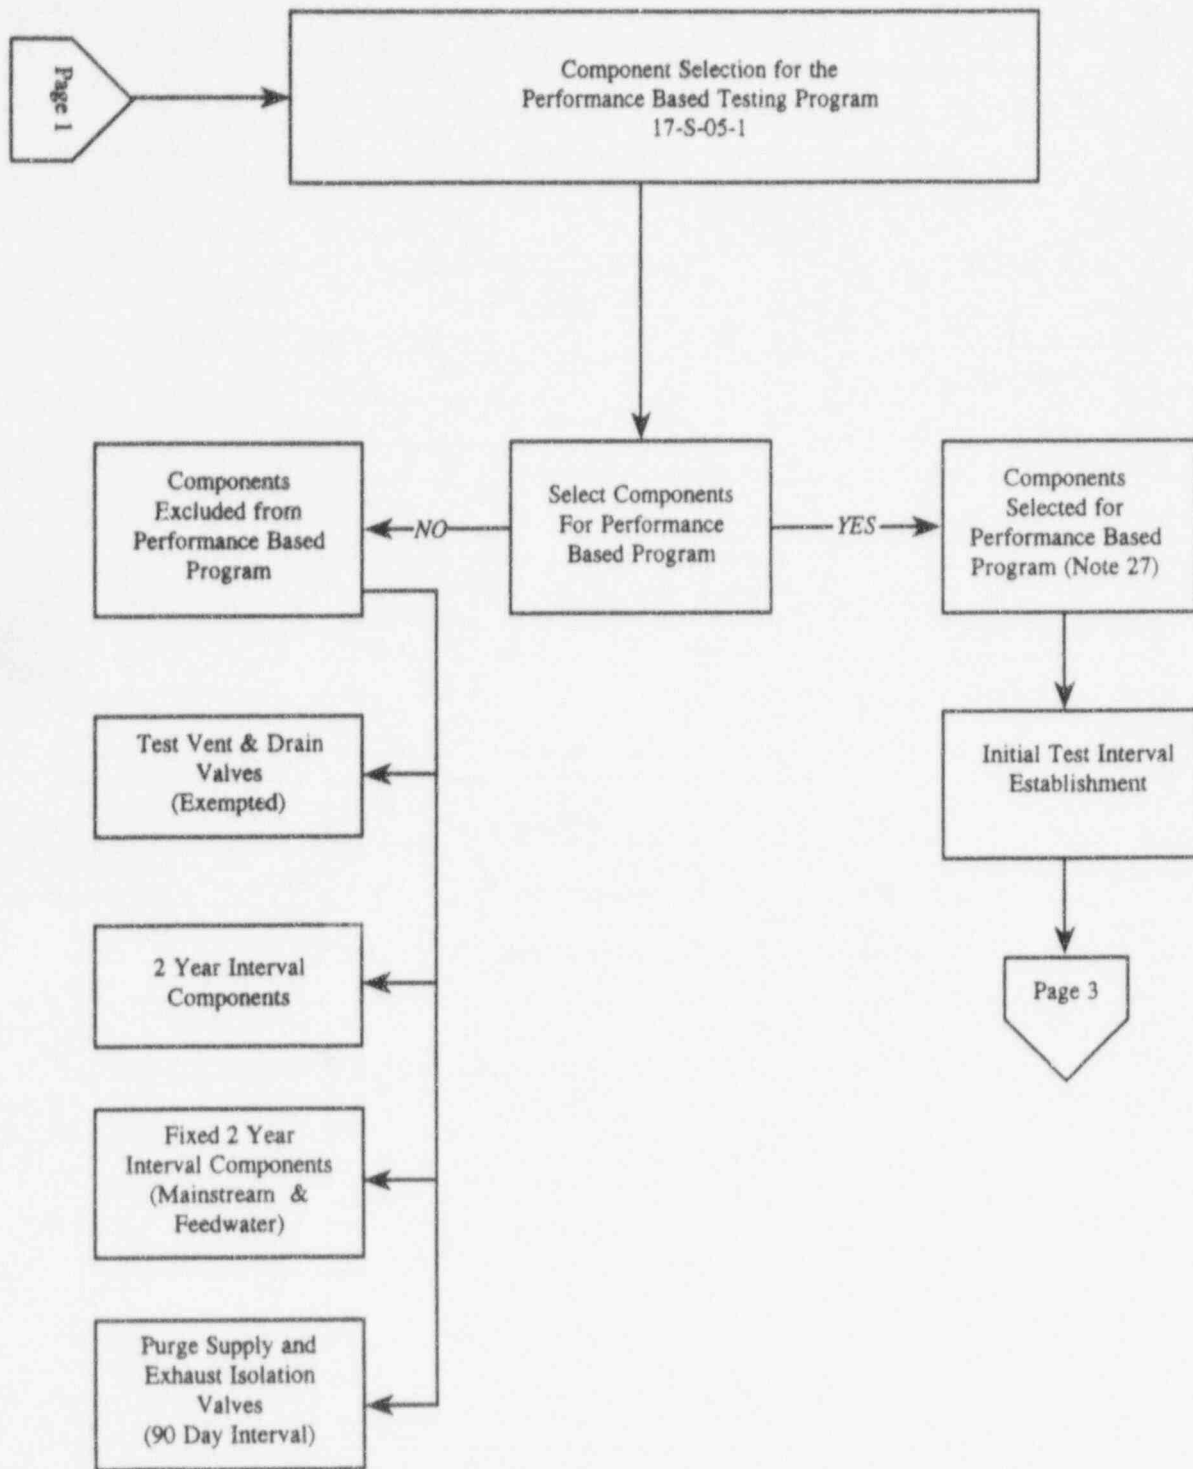 Page 1
Component Selection for the
Performance Based Testing Program
17-S-05-1
Components
Excluded from
Performance Based
Program
NO
Select Components
For Performance
Based Program
YES
Components
Selected for
Performance Based
Program (Note 27)
Test Vent & Drain
Valves
(Exempted)
Initial Test Interval
Establishment
2 Year Interval
Components
Page 3
Fixed 2 Year
Interval Components
(Mainstream &
Feedwater)
Purge Supply and
Exhaust Isolation
Valves
(90 Day Interval)